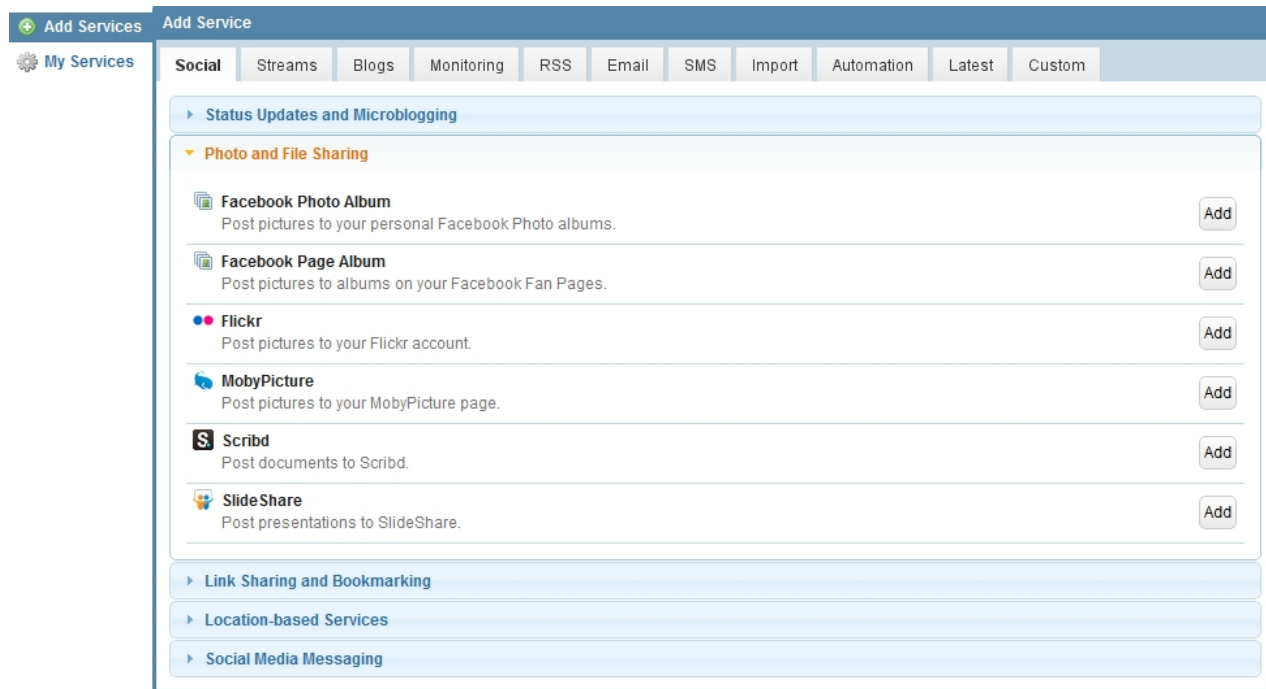 Add Services
Add Service
My Services
Social Streams Blogs Monitoring RSS Email SMS Import Automation Latest Custom
Status Updates and Microblogging
Photo and File Sharing
Facebook Photo Album
Post pictures to your personal Facebook Photo albums.
Add
Facebook Page Album
Post pictures to albums on your Facebook Fan Pages.
Add
Flickr
Post pictures to your Flickr account.
Add
MobyPicture
Post pictures to your MobyPicture page.
Add
Scribd
Post documents to Scribd.
Add
SlideShare
Post presentations to SlideShare.
Add
Link Sharing and Bookmarking
Location-based Services
Social Media Messaging